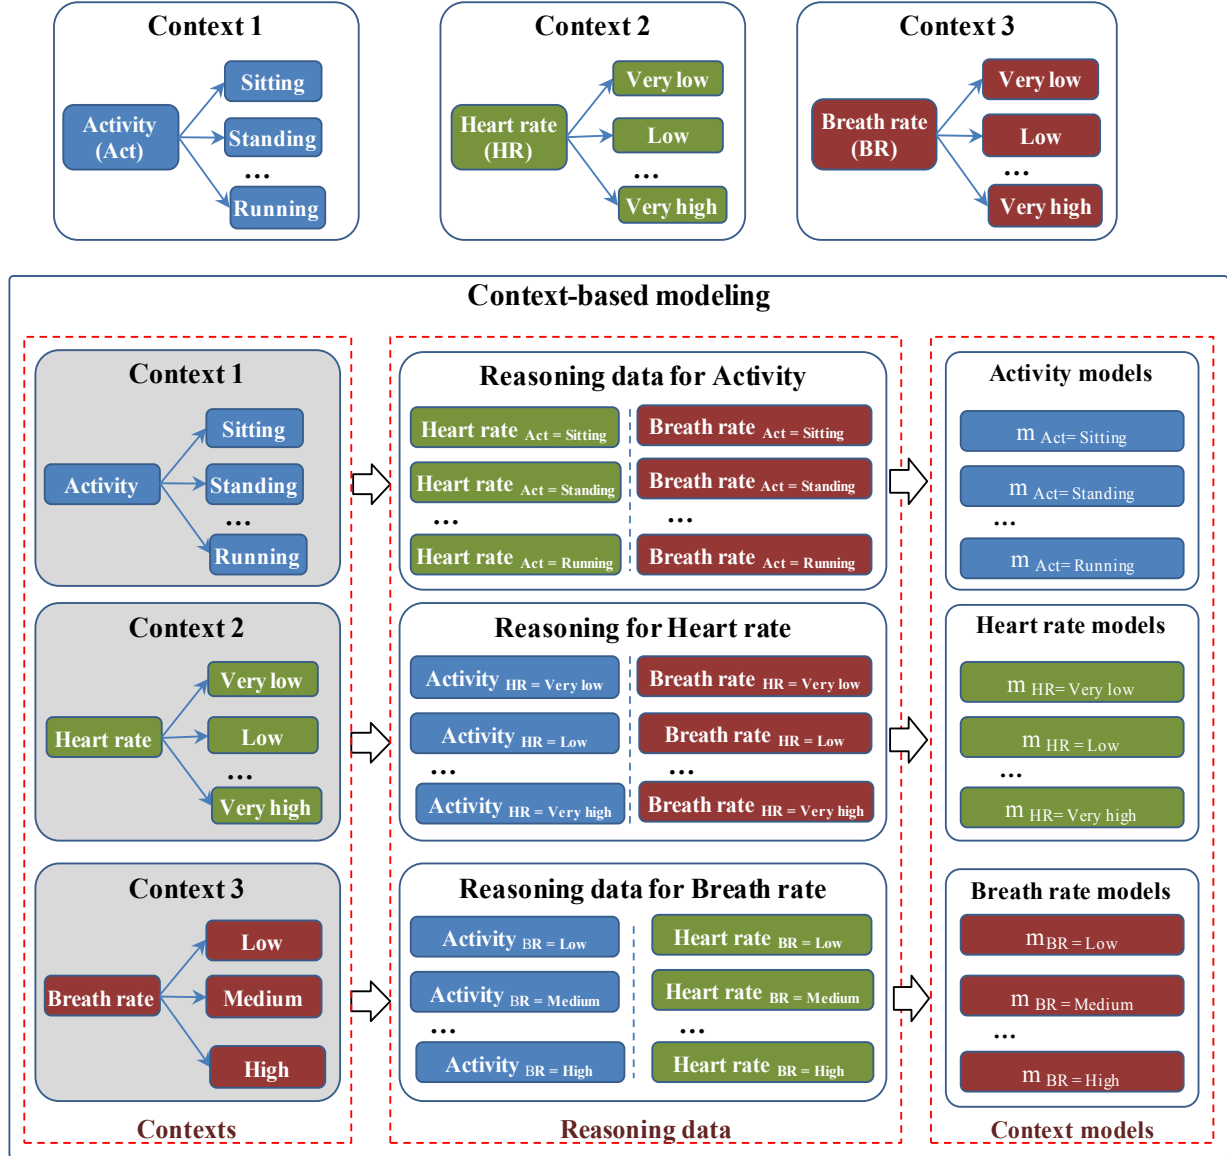 Context 1
Activity
(Act)
Sitting
Standing
...
Running
Context 2
Heart rate
(HR)
Very low
Low
...
Very high
Context 3
Breath rate
(BR)
Very low
Low
...
Very high
Context-based modeling
Context 1
Activity
Sitting
Standing
...
Running
Reasoning data for Activity
Heart rate Act = Sitting
Breath rate Act = Sitting
Heart rate Act = Standing
Breath rate Act = Standing
...
...
Heart rate Act = Running
Breath rate Act = Running
Activity models
m Act= Sitting
m Act= Standing
...
m Act= Running
Context 2
Heart rate
Very low
Low
...
Very high
Reasoning for Heart rate
Activity HR = Very low
Breath rate HR = Very low
Activity HR = Low
Breath rate HR = Low
...
...
Activity HR = Very high
Breath rate HR = Very high
Heart rate models
m HR= Very low
m HR = Low
...
m HR= Very high
Context 3
Breath rate
Low
Medium
High
Reasoning data for Breath rate
Activity BR = Low
Heart rate BR = Low
Activity BR = Medium
Heart rate BR = Medium
...
...
Activity BR = High
Heart rate BR = High
Breath rate models
m BR = Low
m BR = Medium
...
m BR = High
Contexts
Reasoning data
Context models